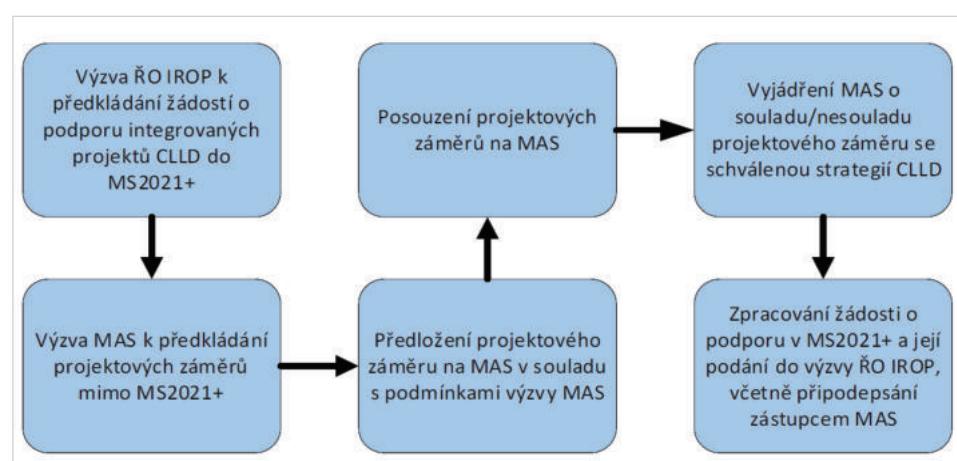 Výzva ŘO IROP k
předkládání žádostí o
podporu integrovaných
projektů CLLD do
MS2021+
Výzva MAS k předkládání
projektových záměrů
mimo MS2021+
Předložení projektového
záměru na MAS v souladu
s podmínkami výzvy MAS
Posouzení projektových
záměrů na MAS
Vyjádření MAS o
souladu/nesouladu
projektového záměru se
schválenou strategií CLLD
Zpracování žádosti o
podporu v MS2021+ a její
podání do výzvy ŘO IROP,
včetně připodepsání
zástupcem MAS